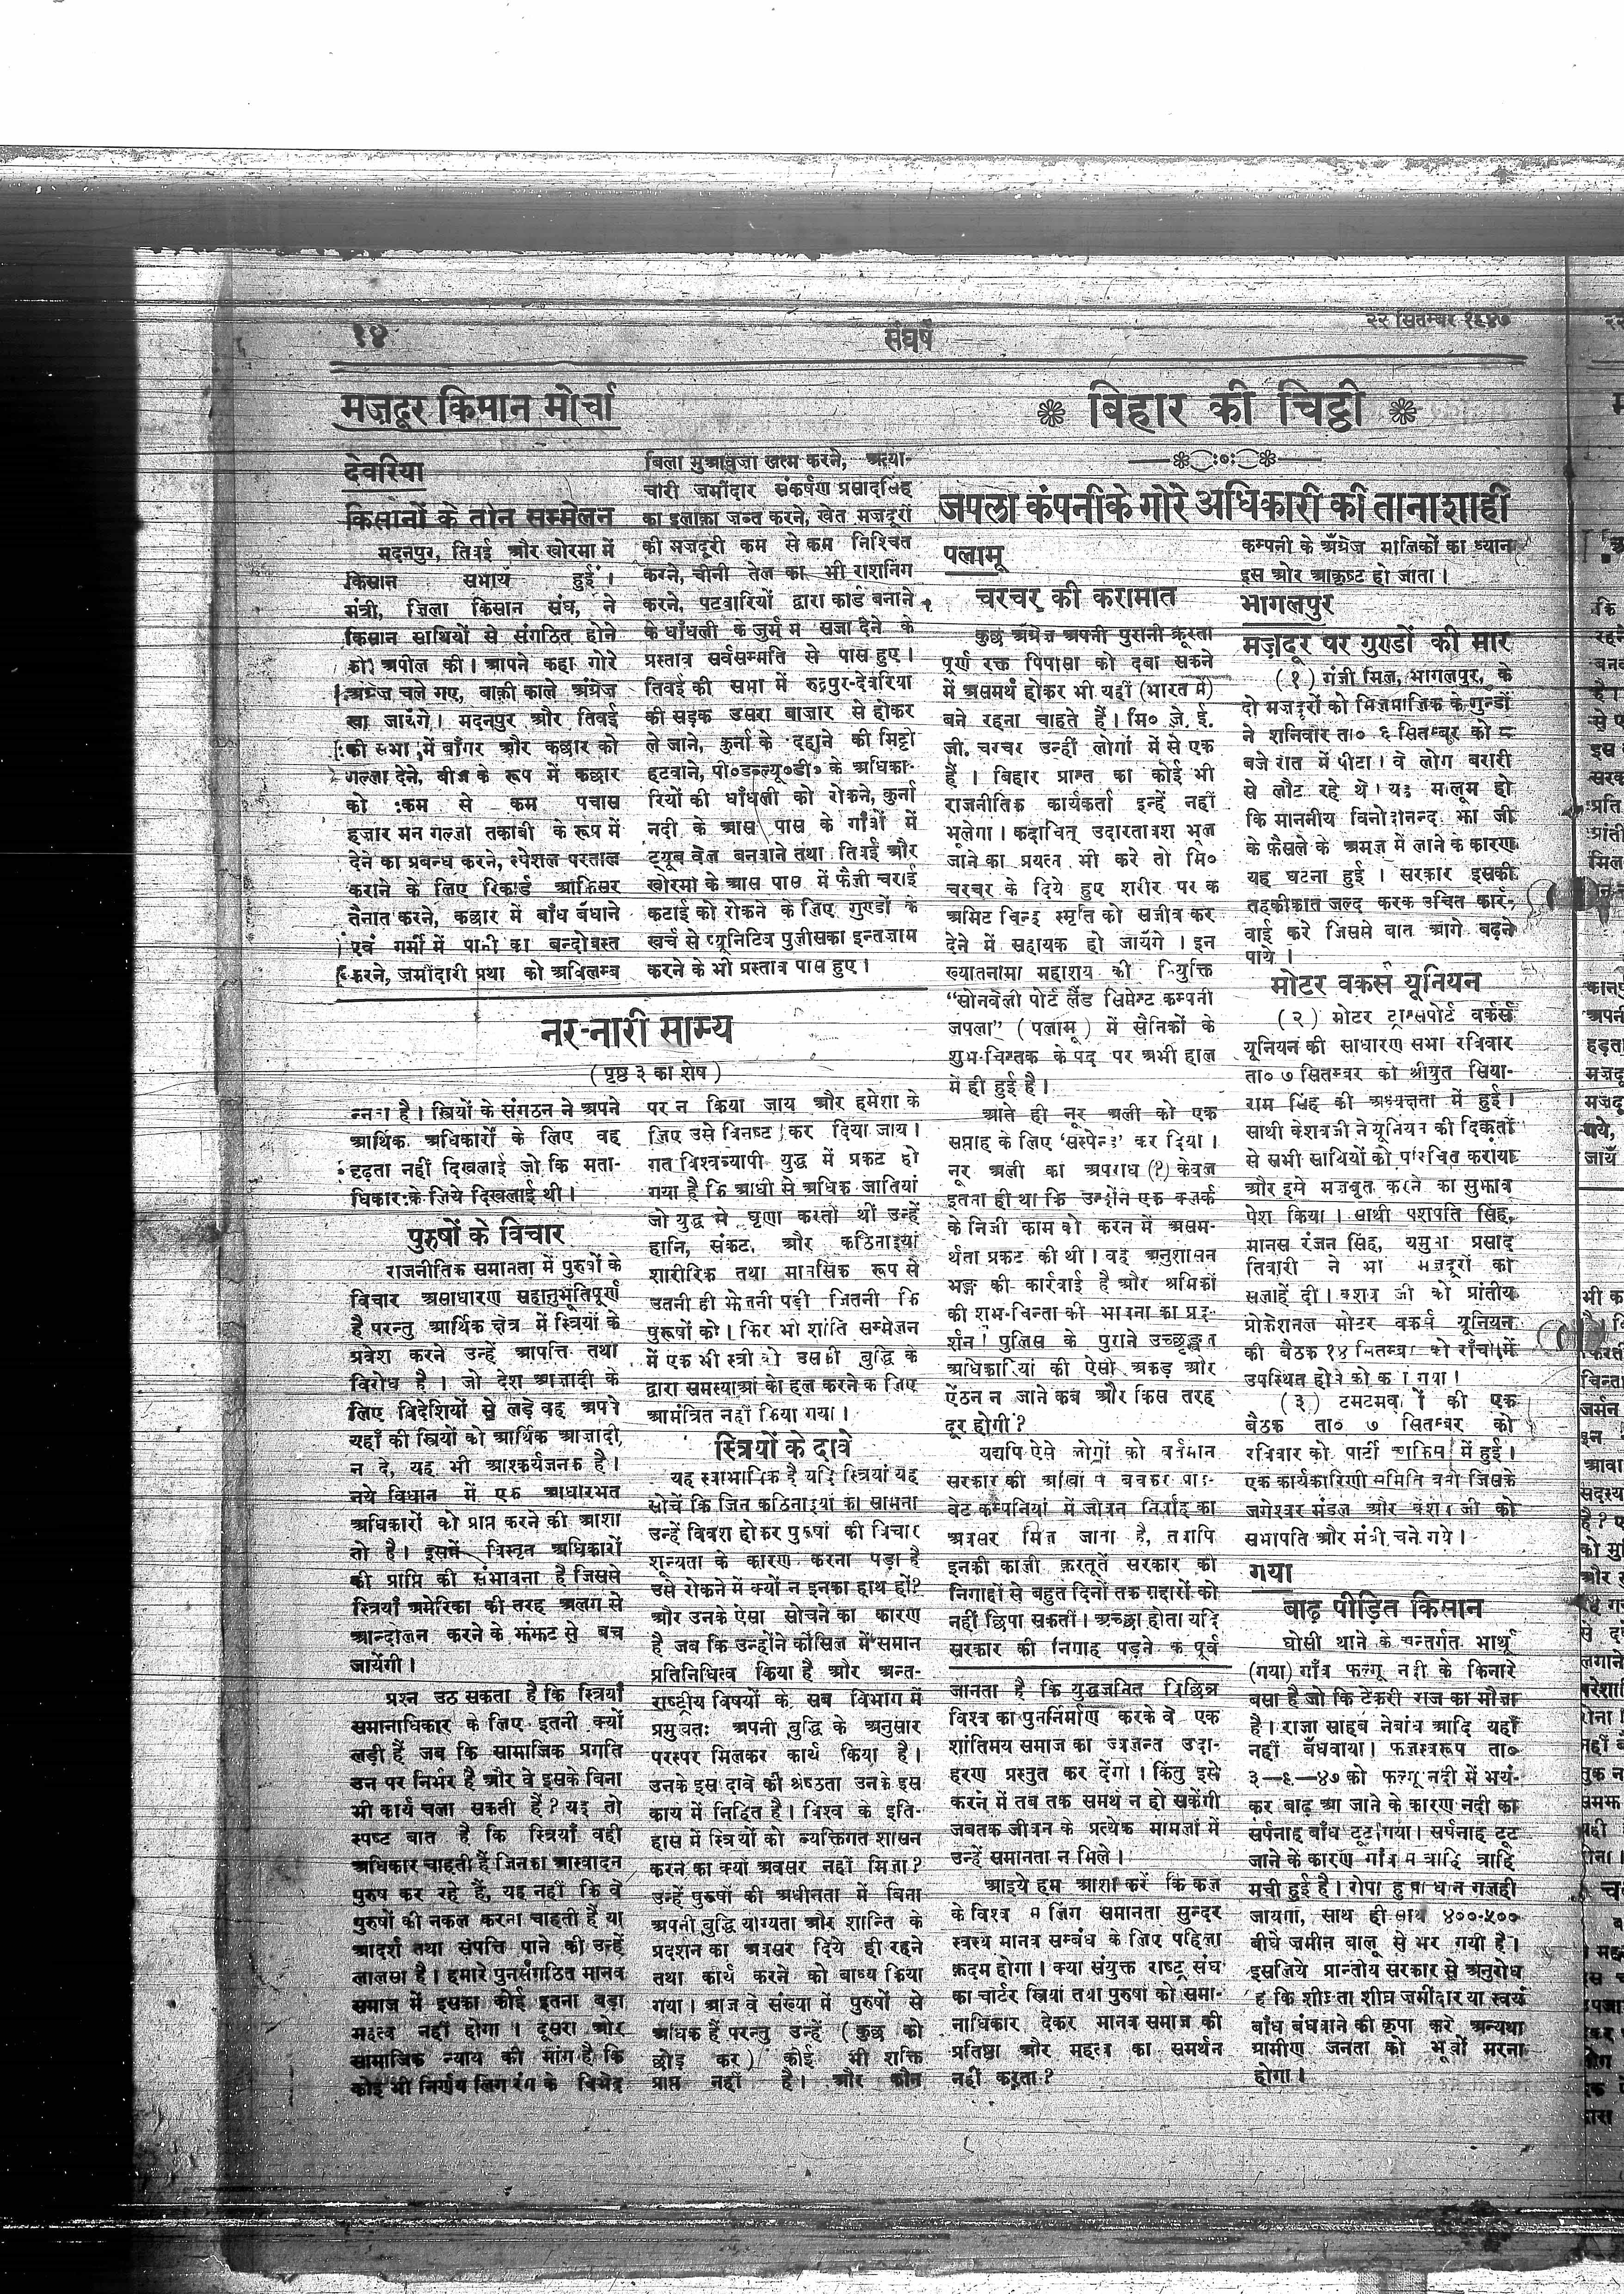 १४
संघर्ष
२२ सितम्बर १९४७
मज़दूर किसान मोर्चा
देवरिया
किसानों के तीन सम्मेलन
मदनपुर, तिवई और खोरमा में
किसान सभायें हुईं ।
मंत्री, जिला किसान संघ, ने
किसान साथियों से संगठित होने
की अपील की । आपने कहा गोरे
अंग्रेज चले गए, बाक़ी काले अंग्रेज
खा जायंगे । मदनपुर और तिवई
की सभा में बाँगर और कछार को
गल्ला देने, बीज के रूप में कछार
को कम से कम पचास
हजार मन गल्ला तकाबी के रूप में
देने का प्रबन्ध करने, स्पेशल परताल
कराने के लिए रिकार्ड आफिसर
तैनात करने, कछार में बाँध बँधाने
एवं गर्मी में पानी का बन्दोबस्त
करने, जमींदारी प्रथा को अविलम्ब
बिला मुआवुजा खत्म करने, अत्या-
चारी जमींदार संकर्षण प्रसादसिंह
का इलाक़ा जब्त करने, खेत मजदूरों
की मजदूरी कम से कम निश्चित
करने, चीनी तेल का भी राशनिंग
करने, पटवारियों द्वारा कार्ड बनाने
के धाँधली के जुर्म में सजा देने के
प्रस्ताव सर्वसम्मति से पास हुए ।
तिवई की सभा में रुद्रपुर-देवरिया
की सड़क उसरा बाजार से होकर
ले जाने, कुर्ना के दहाने की मिट्टी
हटवाने, पी०डब्ल्यू०डी० के अधिका-
रियों की धाँधली को रोकने, कुर्ना
नदी के आस पास के गाँवों में
ट्यूब वेल बनवाने तथा तिवई और
खोरमा के आस पास में फैली चराई
कटाई को रोकने के लिए गुण्डों के
खर्च से प्यूनिटिव पुलीसका इन्तजाम
करने के भी प्रस्ताव पास हुए ।
नर-नारी साम्य
( पृष्ठ ३ का शेष )
है । स्त्रियों के संगठन ने अपने
आर्थिक अधिकारों के लिए वह
दृढ़ता नहीं दिखलाई जो कि मता-
धिकार के लिये दिखलाई थी ।
पुरुषों के विचार
राजनीतिक समानता में पुरुषों के
विचार असाधारण सहानुभूतिपूर्ण
है परन्तु आर्थिक क्षेत्र में स्त्रियों के
प्रवेश करने उन्हें आपत्ति तथा
विरोध है । जो देश आज़ादी के
लिए विदेशियों से लड़े वह अपने
यहाँ की स्त्रियों को आर्थिक आज़ादी
न दे, यह भी आश्कर्यजनक है ।
नये विधान में एक आधारभूत
अधिकारों को प्राप्त करने की आशा
तो है । इसमें विस्तृत अधिकारों
की प्राप्ति की संभावना है जिससे
स्त्रियाँ अमेरिका की तरह अलग से
आन्दोलन करने के झंझट से बच
जायेंगी ।
प्रश्न उठ सकता है कि स्त्रियाँ
समानाधिकार के लिए इतनी क्यों
लड़ी हैं जब कि सामाजिक प्रगति
उन पर निर्भर है और वे इसके बिना
भी कार्य चला सकती हैं ? यह तो
स्पष्ट बात है कि स्त्रियाँ वही
अधिकार चाहती हैं जिनका आस्वादन
पुरुष कर रहे हैं, यह नहीं कि वे
पुरुषों की नकल करना चाहती हैं या
आदर्श तथा संपत्ति पाने की उन्हें
लालसा है । हमारे पुनर्संगठित मानव
समाज में इसका कोई इतना बड़ा
महत्व नहीं होगा । दूसरी ओर
सामाजिक न्याय की मांग है कि
कोई भी निर्णय लिंग रंग के विभेद
पर न किया जाय और हमेशा के
लिए उसे विनष्ट कर दिया जाय ।
गत विश्वव्यापी युद्ध में प्रकट हो
गया है कि आधी से अधिक जातियां
जो युद्ध से घृणा करती थीं उन्हें
हानि, संकट, और कठिनाइयां
शारीरिक तथा मानसिक रूप से
उतनी ही झेलनी पड़ी जितनी कि
पुरूषों को । फिर भी शांति सम्मेलन
में एक भी स्त्री को उसकी बुद्धि के
द्वारा समस्याओं के हल करने के लिए
आमंत्रित नहीं किया गया ।
स्त्रियों के दावे
यह स्वाभाविक है यदि स्त्रियां यह
सोचें कि जिन कठिनाइयों का सामना
उन्हें विवश होकर पुरुषों की विचार
शून्यता के कारण करना पड़ा है
उसे रोकने में क्यों न इनका हाथ हो ?
और उनके ऐसा सोचने का कारण
है जब कि उन्होंने कौंसिल में समान
प्रतिनिधित्व किया है और अन्त-
र्राष्ट्रीय विषयों के सब विभाग में
प्रमुखतः अपनी बुद्धि के अनुसार
परस्पर मिलकर कार्य किया है ।
उनके इस दावे की श्रेष्ठता उनके इस
कार्य में निहित है । विश्व के इति-
हास में स्त्रियों को व्यक्तिगत शासन
करने का क्या अवसर नहीं मिला ?
उन्हें पुरुषों की अधीनता में बिना
अपनी बुद्धि योग्यता और शान्ति के
प्रदर्शन का अवसर दिये ही रहने
तथा कार्य करने को बाध्य किया
गया । आज वे संख्या में पुरुषों से
अधिक हैं परन्तु उन्हें ( कुछ को
छोड़ कर ) कोई भी शक्ति
प्राप्त नहीं है । और कौन
जानता है कि युद्धजनित विछिन्न
विश्व का पुनर्निर्माण करके वे एक
शांतिमय समाज का ज्वलन्त उदा-
हरण प्रस्तुत कर देंगी । किंतु इसे
करने में तब तक समर्थ न हो सकेंगी
जबतक जीवन के प्रत्येक मामलों में
उन्हें समानता न मिले ।
आइये हम आशा करें कि कल
के विश्व में लिंग समानता सुन्दर
स्वस्थ मानव सम्बंध के लिए पहिला
क़दम होगा । क्या संयुक्त राष्ट्र संघ
का चार्टर स्त्रियां तथा पुरुषों को समा-
नाधिकार देकर मानव समाज की
प्रतिष्ठा और महत्व का समर्थन
नहीं करता ?
बिहार की चिट्ठी
जपला कंपनीके गोरे अधिकारी की तानाशाही
पलामू
चरचर की करामात
कुछ अंग्रेज अपनी पुरानी क्रूरता
पूर्ण रक्त पिपासा को दबा सकने
में असमर्थ होकर भी यहीं (भारत में)
बने रहना चाहते हैं । मि० जे. ई.
जी. चरचर उन्हीं लोगों में से एक
हैं । बिहार प्रान्त का कोई भी
राजनीतिक कार्यकर्ता इन्हें नहीं
भूलेगा । कदाचित् उदारतावश भूल
जाने का प्रयत्न भी करे तो मि०
चरचर के दिये हुए शरीर पर के
अमिट चिन्ह स्मृति को सजीव कर
देने में सहायक हो जायँगे । इन
ख्यातनामा महाशय की नियुक्ति
“सोनवेली पोर्ट लैंड सिमेन्ट कम्पनी
जपला” ( पलामू ) में सैनिकों के
शुभ-चिन्तक के पद पर अभी हाल
में ही हुई है ।
आते ही नूर अली को एक
सप्ताह के लिए ‘सस्पेन्ड’ कर दिया ।
नूर अली का अपराध (?) केवल
इतना ही था कि उन्होंने एक क्लर्क
के निजी काम को करने में असम-
र्थता प्रकट की थी । यह अनुशासन
भङ्ग की कार्रवाई है और श्रमिकों
की शुभ-चिन्ता की भावना का प्रद-
र्शन ! पुलिस के पुराने उच्छृङ्खल
अधिकारियों की ऐसी अकड़ और
ऐंठन न जाने कब और किस तरह
दूर होगी ?
यद्यपि ऐसे लोगों को वर्तमान
सरकार की आंखों से बचकर प्राइ-
वेट कम्पनियों में जीवन निर्वाह का
अवसर मिल जाता है, तथापि
इनकी काली करतूतें सरकार की
निगाहों से बहुत दिनों तक ग़द्दारों को
नहीं छिपा सकतीं । अच्छा होता यदि
सरकार की निगाह पड़ने के पूर्व
कम्पनी के अँग्रेज मालिकों का ध्यान
इस ओर आकृष्ट हो जाता ।
भागलपुर
मज़दूर पर गुण्डों की मार
( १ ) गंजी मिल, भागलपुर, के
दो मजदूरों को मिलमालिक के गुन्डों
ने शनिवार ता० ६ सितम्बर को ८
बजे रात में पीटा । वे लोग बरारी
से लौट रहे थे । यह मालूम हो
कि माननीय विनोदानन्द झा जी
के फैसले के अमल में लाने के कारण
यह घटना हुई । सरकार इसकी
तहकीकात जल्द करके उचित कार्र-
वाई करे जिससे बात आगे बढ़ने
पाये ।
मोटर वर्कर्स यूनियन
( २ ) मोटर ट्रान्सपोर्ट वर्कर्स
यूनियन की साधारण सभा रविवार
ता० ७ सितम्बर को श्रीयुत सिया-
राम सिंह की अध्यक्षता में हुई ।
साथी केशवजी ने यूनियन की दिक्कतों
से सभी साथियों को परिचित कराया
और इसे मजबूत करने का सुझाव
पेश किया । साथी पशपति सिंह,
मानस रंजन सिंह, यमुना प्रसाद
तिवारी ने भी मजदूरों को
सलाहें दी । केशव जी को प्रांतीय
प्रोफेशनल मोटर वर्कर्स यूनियन
की बैठक १४ सितम्बर को राँची में
उपस्थित होने को कहा गया ।
( ३ ) टमटमवालों की एक
बैठक ता० ७ सितम्बर को
रविवार को पार्टी आफिस में हुई ।
एक कार्यकारिणी समिति बनी जिसके
जगेश्वर मंडल और केशव जी को
सभापति और मंत्री चुने गये ।
गया
बाढ़ पीड़ित किसान
घोसी थाने के अन्तर्गत भाथू
(गया) गाँव फल्गू नदी के किनारे
बसा है जो कि टेकरी राज का मौजा
है । राजा साहब ने बांध आदि यहाँ
नहीं बँधवाया । फलस्वरूप ता०
३—९—४७ को फल्गू नदी में भयं-
कर बाढ़ आ जाने के कारण नदी का
सर्पनाह बाँध टूट गया । सर्पनाह टूट
जाने के कारण गाँव में त्राहि त्राहि
मची हुई है । रोपा हुआ धान गलही
जायगा, साथ ही साथ ४००-५००
बीघे जमीन बालू से भर गयी है ।
इसलिये प्रान्तीय सरकार से अनुरोध
है कि शीघ्रता शीघ्र जमींदार या स्वयं
बाँध बंधवाने की कृपा करें अन्यथा
ग्रामीण जनता को भूखों मरना
होगा ।